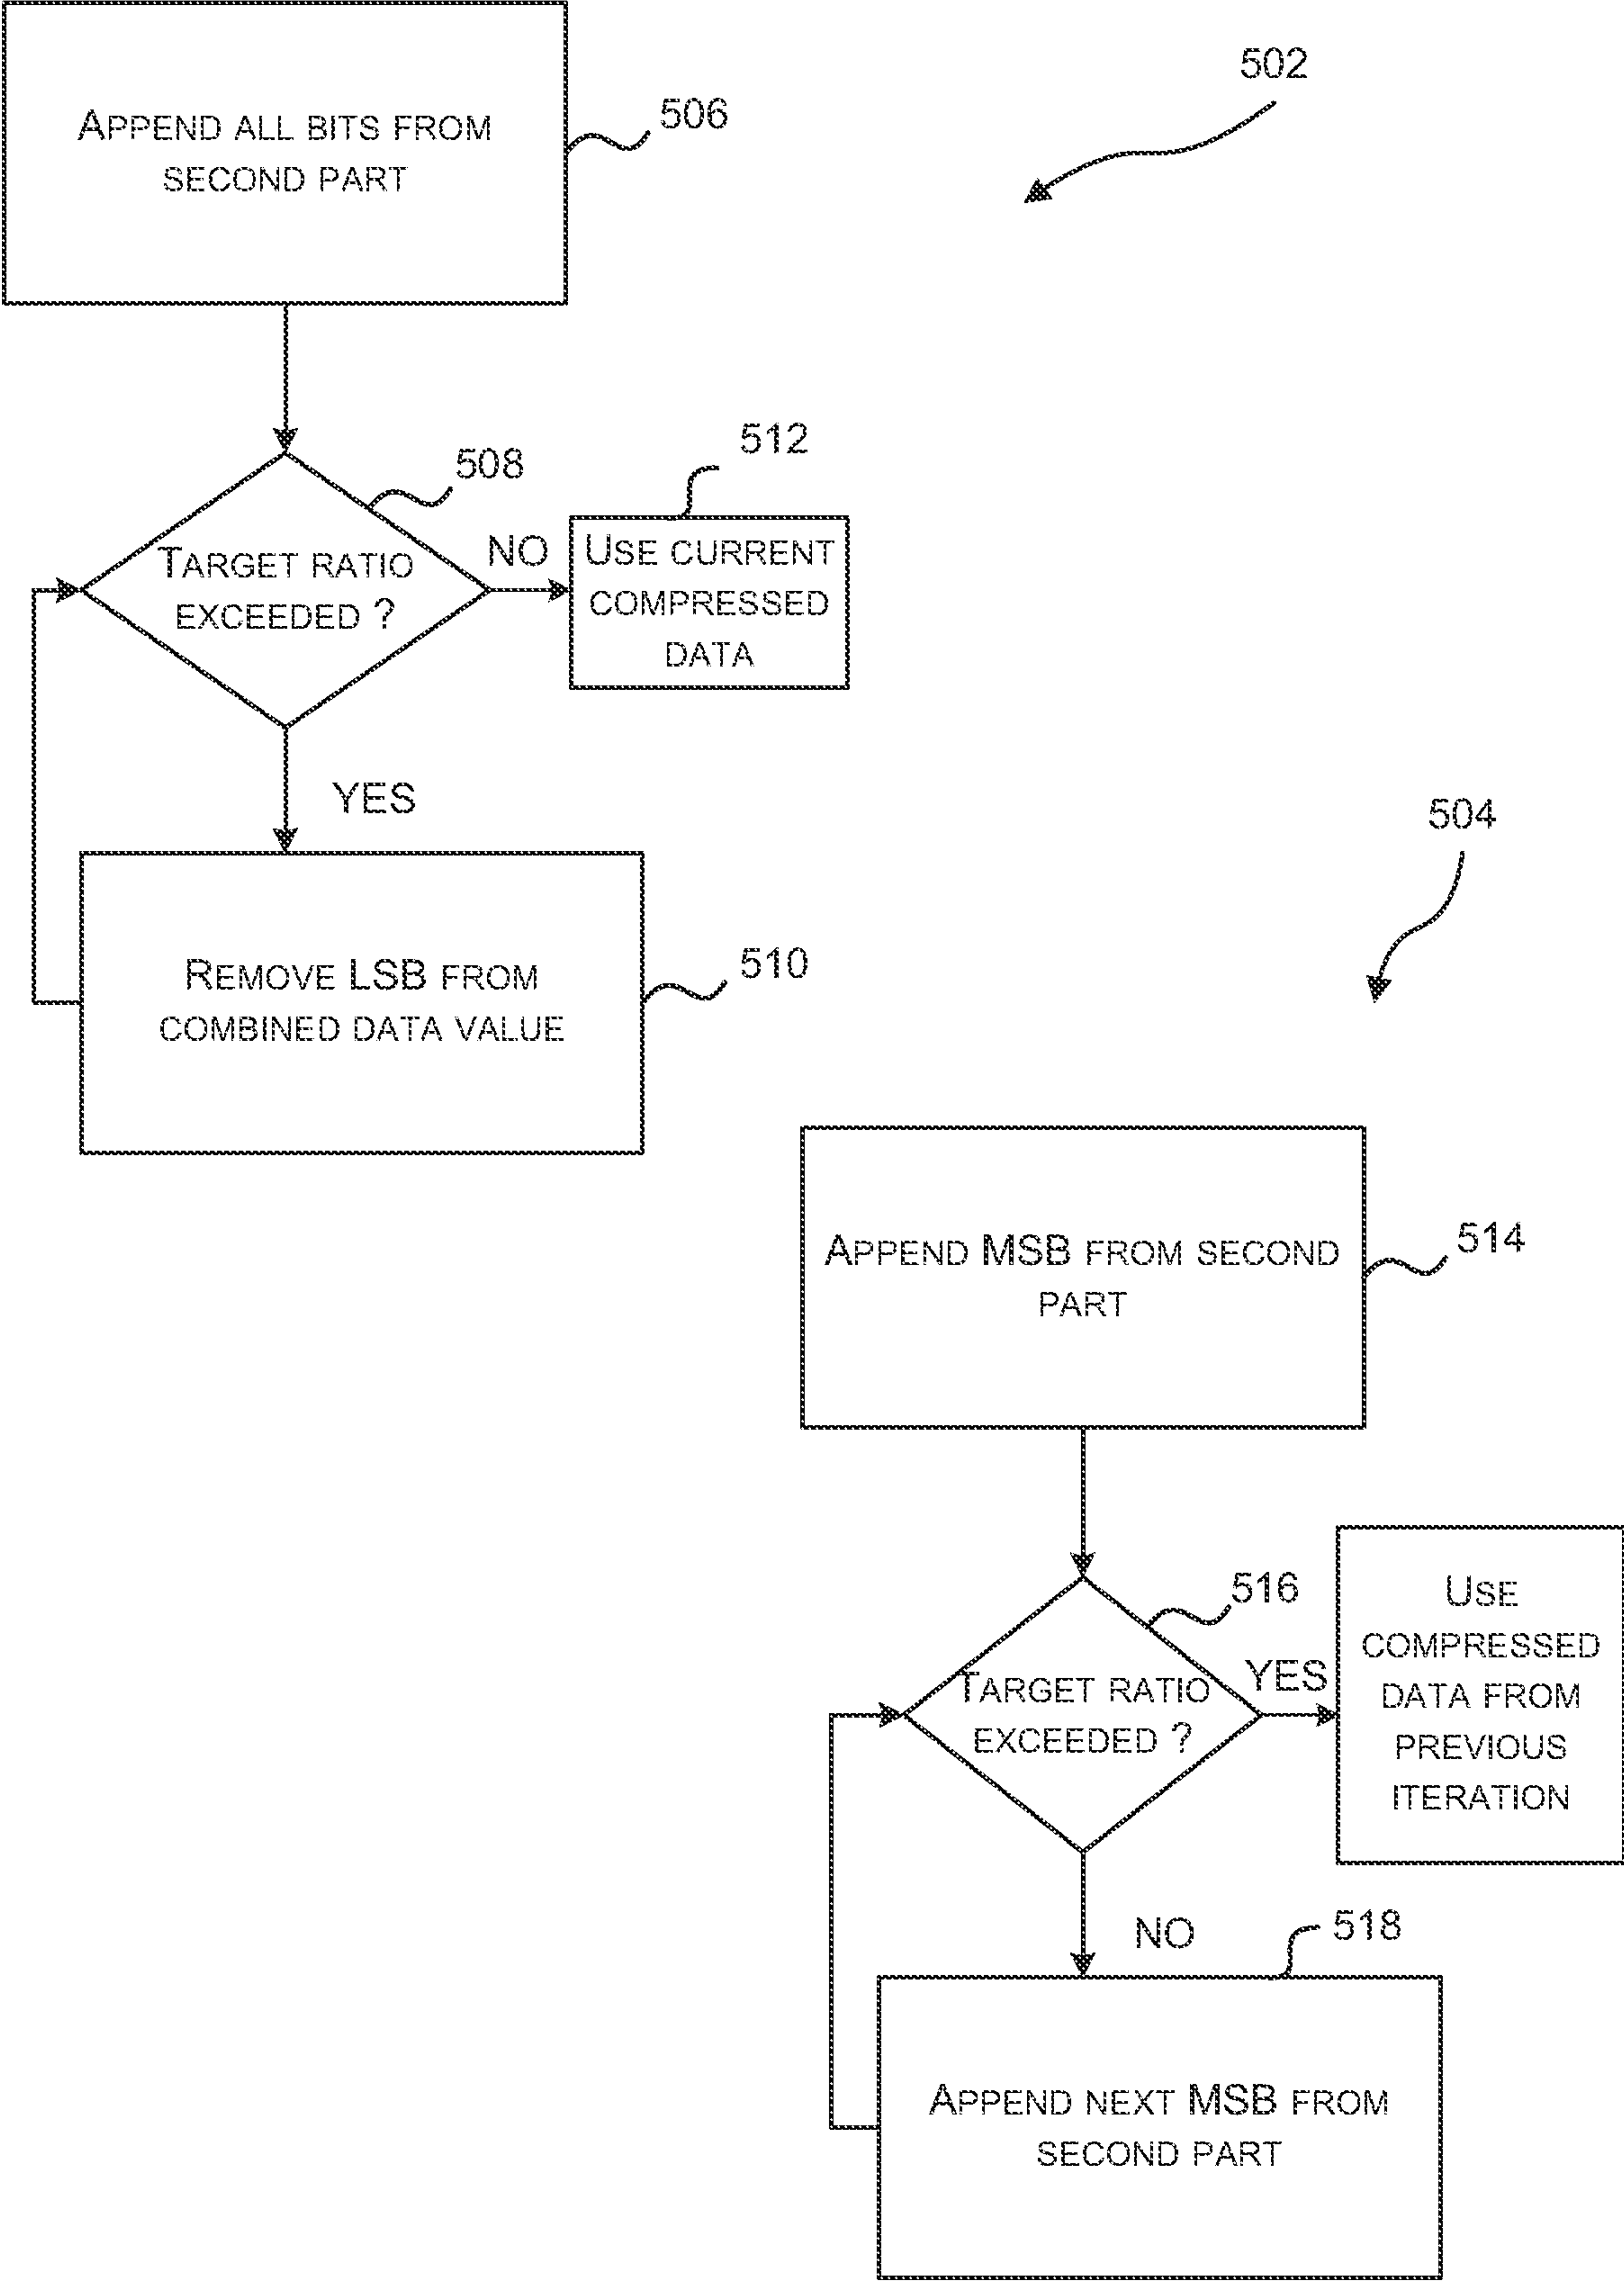 502
APPEND ALL BITS FROM
SECOND PART
506
512
508
TARGET RATIO
EXCEEDED ?
NO
USE CURRENT
COMPRESSED
DATA
YES
504
REMOVE LSB FROM
COMBINED DATA VALUE
510
APPEND MSB FROM SECOND
PART
514
516
TARGET RATIO
EXCEEDED ?
YES
USE
COMPRESSED
DATA FROM
PREVIOUS
ITERATION
NO
518
APPEND NEXT MSB FROM
SECOND PART